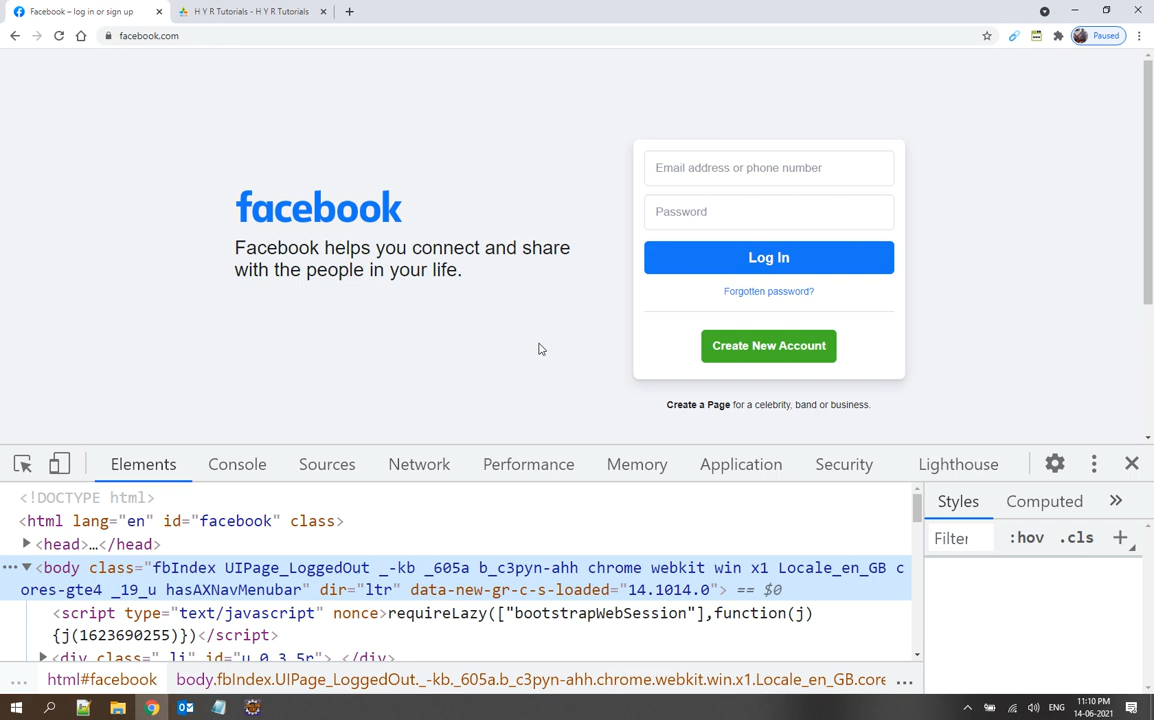 Facebook – log in or sign up
H Y R Tutorials - H Y R Tutorials
facebook.com
Paused
facebook
Facebook helps you connect and share
with the people in your life.
Email address or phone number
Password
Log In
Forgotten password?
Create New Account
Create a Page for a celebrity, band or business.
Elements Console Sources Network Performance Memory Application Security Lighthouse
<!DOCTYPE html>
<html lang="en" id="facebook" class>
<head>…</head>
<body class="fbIndex UIPage_LoggedOut _-kb _605a b_c3pyn-ahh chrome webkit win x1 Locale_en_GB c
ores-gte4 _19_u hasAXNavMenubar" dir="ltr" data-new-gr-c-s-loaded="14.1014.0"> == $0
<script type="text/javascript" nonce>requireLazy(["bootstrapWebSession"],function(j)
{j(1623690255)})</script>
<div class="_li" id="u_0_3_5r">…</div>
Styles Computed »
Filter :hov .cls +
... html#facebook body.fbIndex.UIPage_LoggedOut._-kb._605a.b_c3pyn-ahh.chrome.webkit.win.x1.Locale_en_GB.core ...
ENG
11:10 PM
14-06-2021